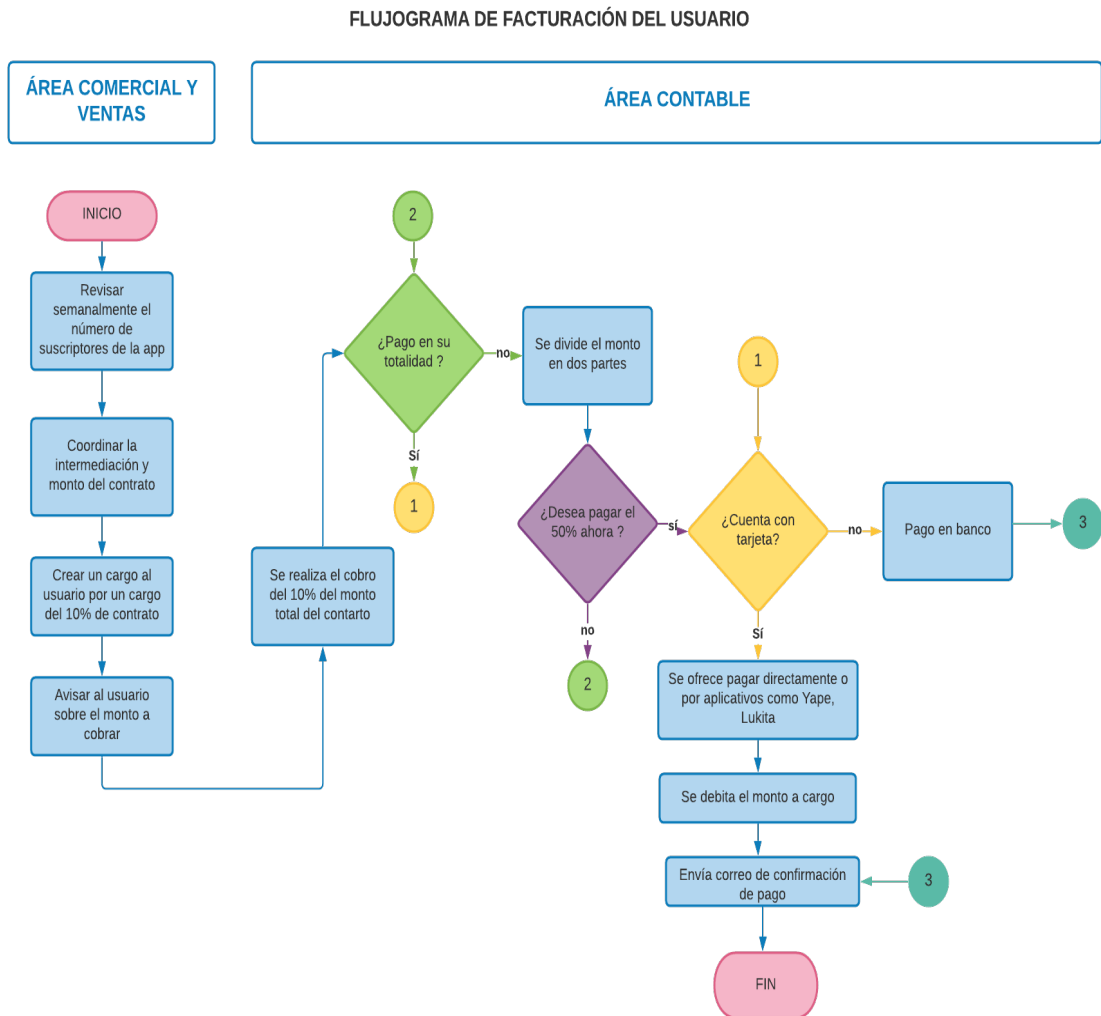 FLUJOGRAMA DE FACTURACIÓN DEL USUARIO
ÁREA COMERCIAL Y
VENTAS
ÁREA CONTABLE
INICIO
Revisar
semanalmente el
número de
suscriptores de la app
Coordinar la
intermediación y
monto del contrato
Crear un cargo al
usuario por un cargo
del 10% de contrato
Avisar al usuario
sobre el monto a
cobrar
Se realiza el cobro
del 10% del monto
total del contarto
2
¿Pago en su
totalidad ?
no
Sí
1
Se divide el monto
en dos partes
¿Desea pagar el
50% ahora ?
sí
no
2
1
¿Cuenta con
tarjeta?
no
Pago en banco
3
Sí
Se ofrece pagar directamente o
por aplicativos como Yape,
Lukita
Se debita el monto a cargo
Envía correo de confirmación
de pago
3
FIN